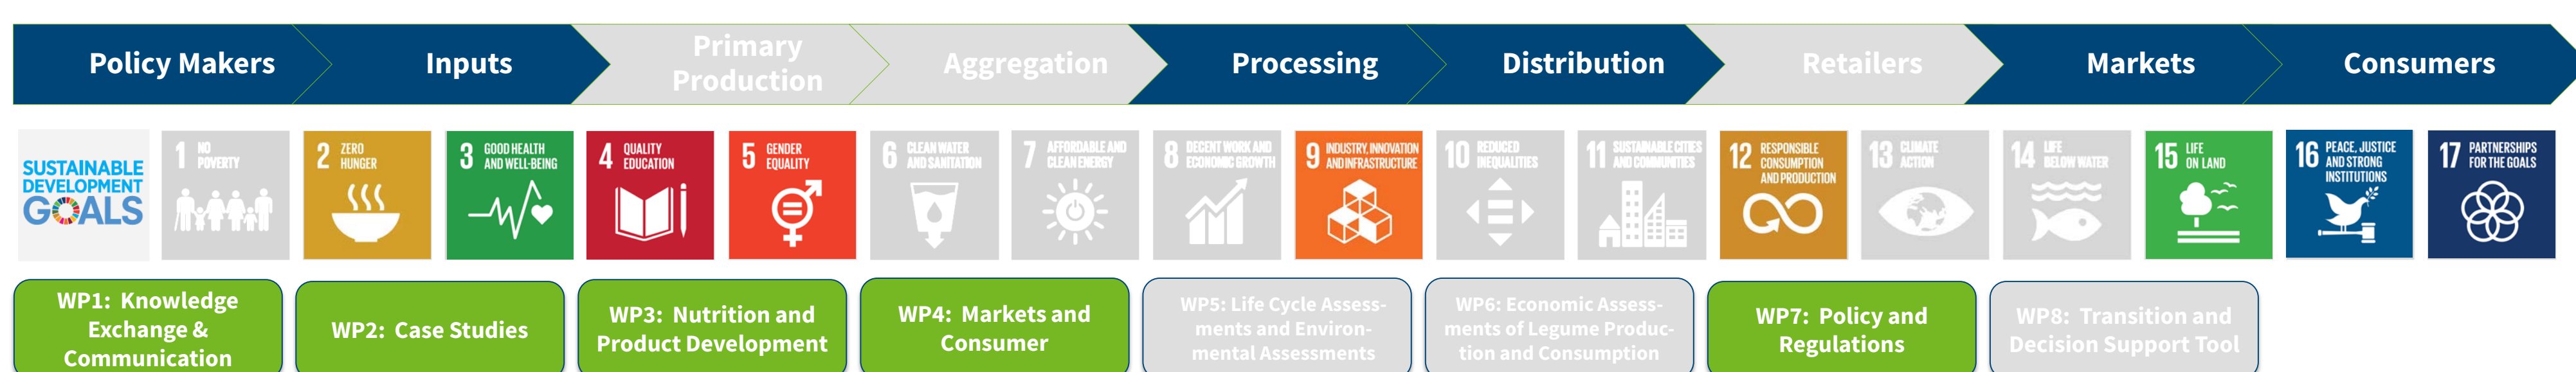 Policy Makers
Inputs
Primary
Production
Aggregation
Processing
Distribution
Retailers
Markets
Consumers
SUSTAINABLE
DEVELOPMENT
GOALS
1 NO
POVERTY
2 ZERO
HUNGER
3 GOOD HEALTH
AND WELL-BEING
4 QUALITY
EDUCATION
5 GENDER
EQUALITY
6 CLEAN WATER
AND SANITATION
7 AFFORDABLE AND
CLEAN ENERGY
8 DECENT WORK AND
ECONOMIC GROWTH
9 INDUSTRY, INNOVATION
AND INFRASTRUCTURE
10 REDUCED
INEQUALITIES
11 SUSTAINABLE CITIES
AND COMMUNITIES
12 RESPONSIBLE
CONSUMPTION
AND PRODUCTION
13 CLIMATE
ACTION
14 LIFE
BELOW WATER
15 LIFE
ON LAND
16 PEACE, JUSTICE
AND STRONG
INSTITUTIONS
17 PARTNERSHIPS
FOR THE GOALS
WP1: Knowledge
Exchange &
Communication
WP2: Case Studies
WP3: Nutrition and
Product Development
WP4: Markets and
Consumer
WP5: Life Cycle Assess-
ments and Environ-
mental Assessments
WP6: Economic Assess-
ments of Legume Produc-
tion and Consumption
WP7: Policy and
Regulations
WP8: Transition and
Decision Support Tool